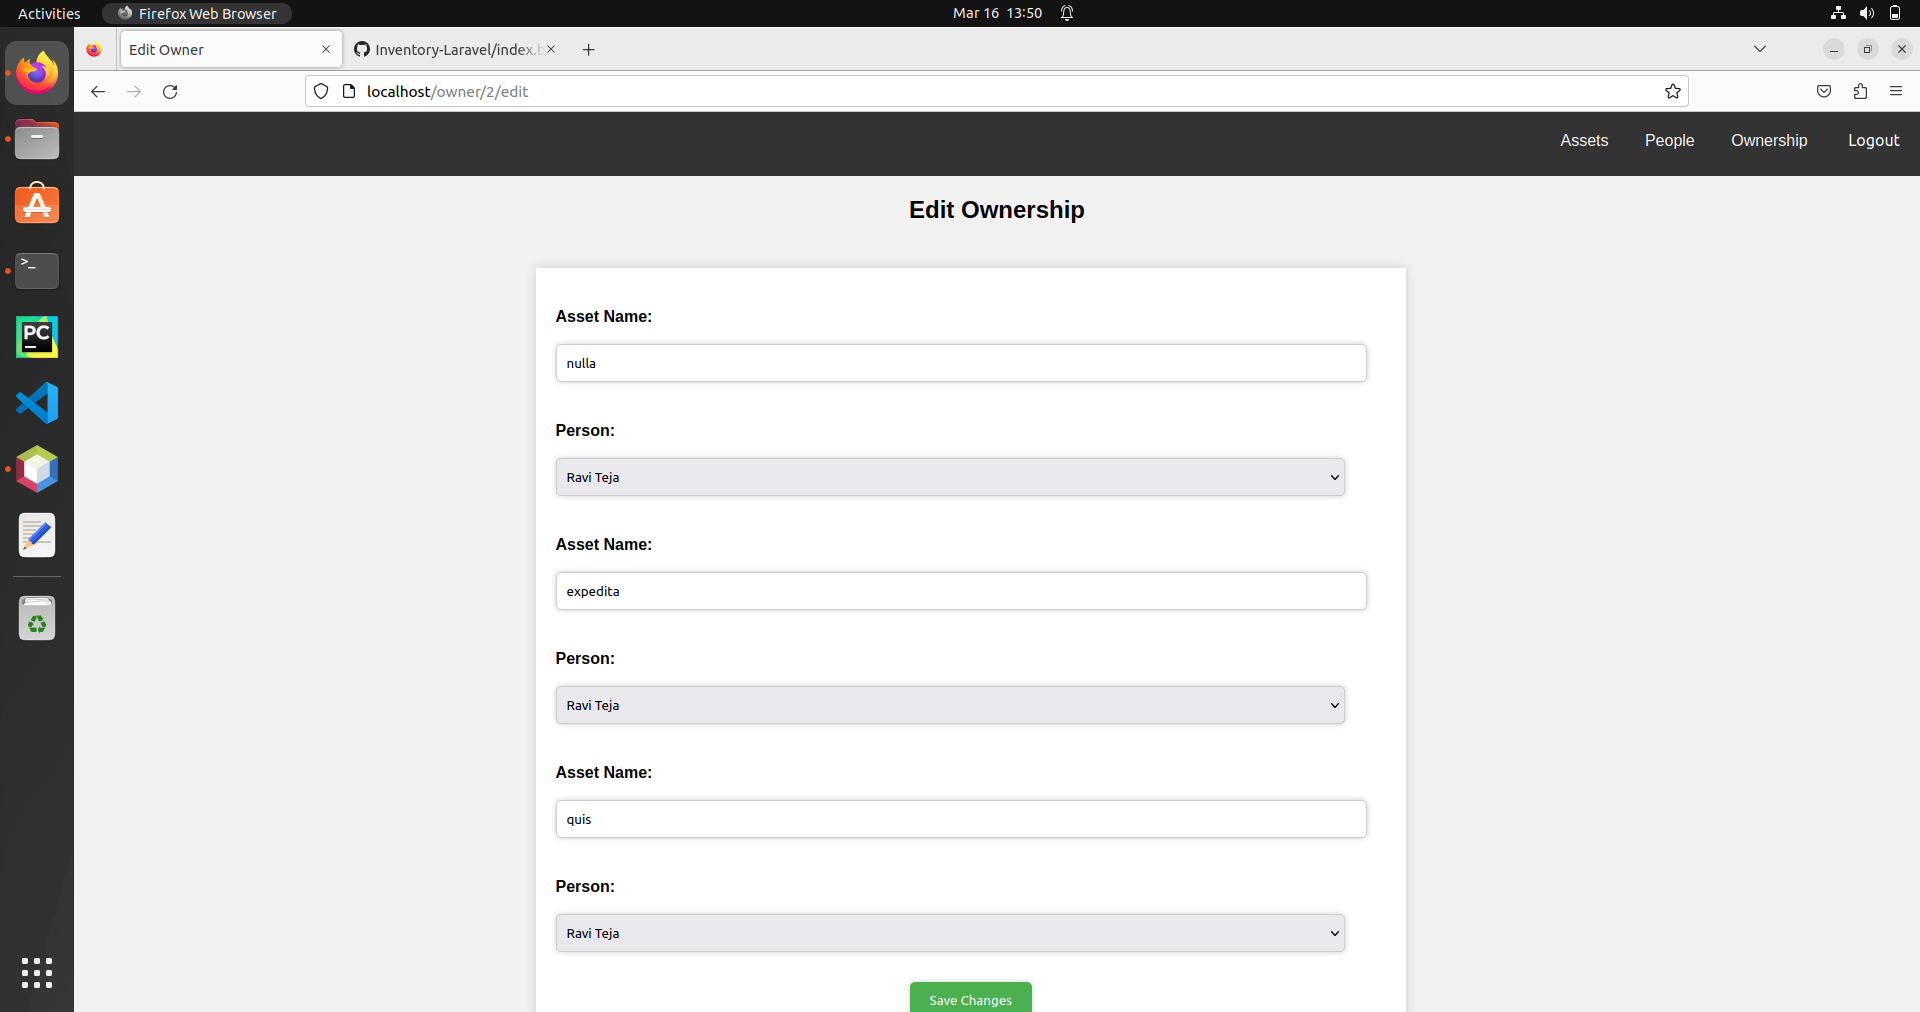 Activities
Firefox Web Browser
Mar 16 13:50
Edit Owner
Inventory-Laravel/index.b
localhost/owner/2/edit
Assets
People
Ownership
Logout
Edit Ownership
Asset Name:
nulla
Person:
Ravi Teja
Asset Name:
expedita
Person:
Ravi Teja
Asset Name:
quis
Person:
Ravi Teja
Save Changes
>_
PC